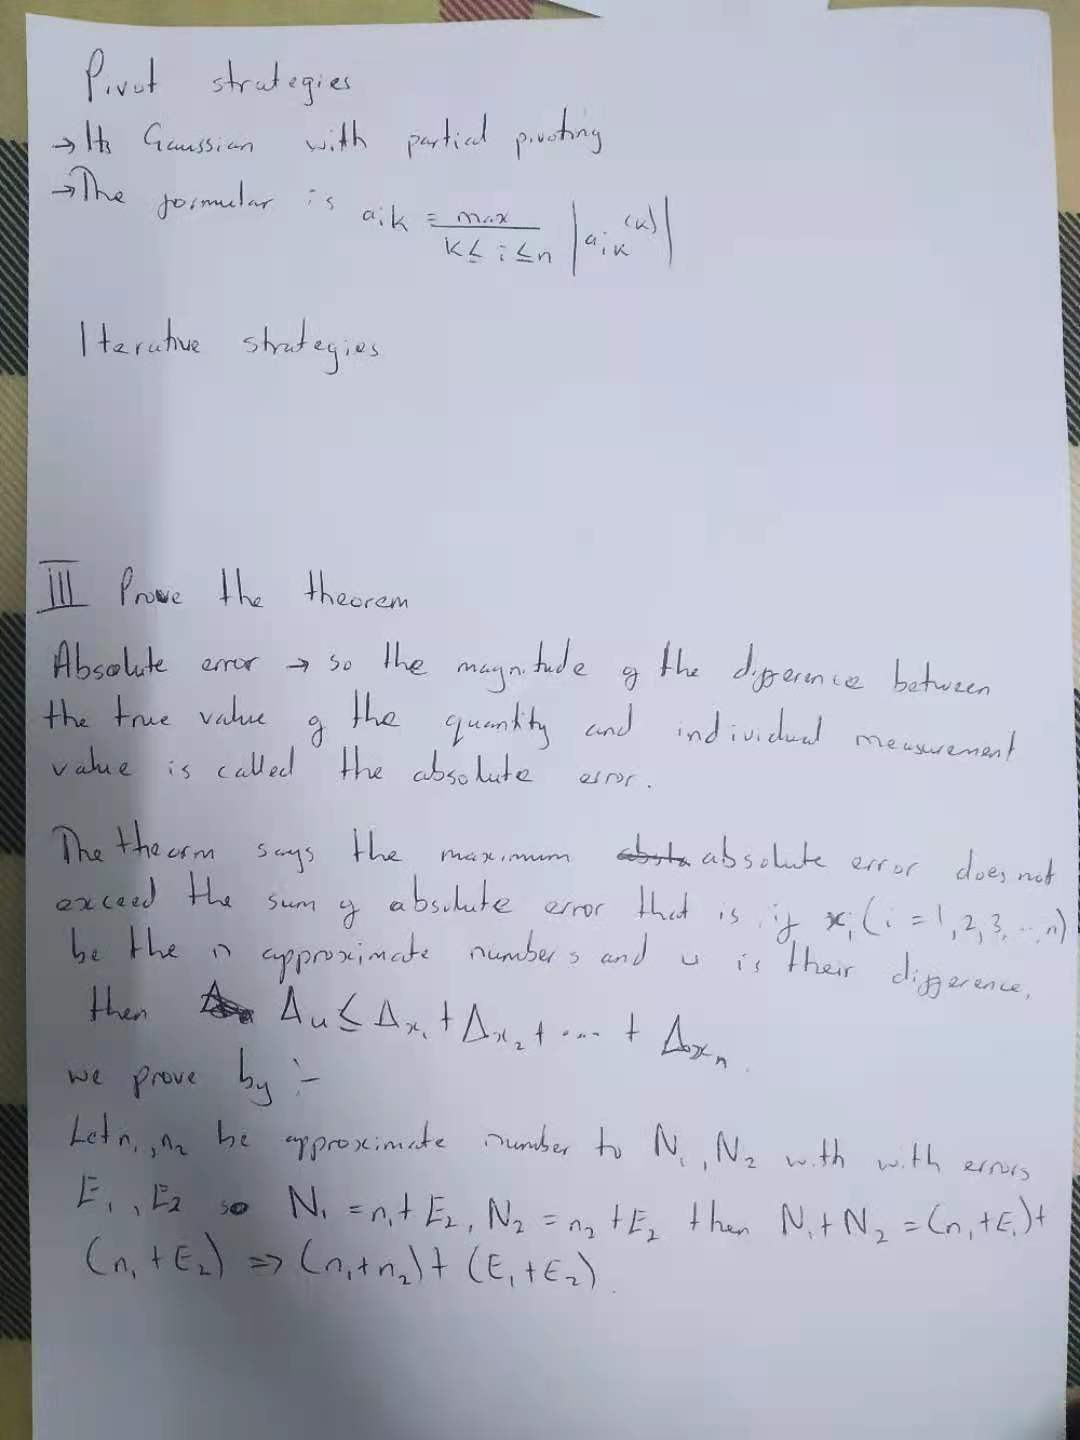 Pivot strategies
→ Its Gaussian with partial pivoting
→ The formular is aik = max / k≤ i ≤n |aik^(k)|
Iterative strategies
III Prove the theorem
Absolute error → so the magnitude of the difference between
the true value of the quantity and individual measurement
value is called the absolute error.
The theorm says the maximum absolute error does not
exceed the sum of absolute error that is if xi (i = 1, 2, 3, ..., n)
be the n approximate numbers and u is their difference,
then Δu ≤ Δx₁ + Δx₂ + .... + Δxn.
we prove by :-
Let n₁, n₂ be approximate number to N₁, N₂ with with errors
E₁, E₂ so N₁ = n₁ + E₂, N₂ = n₂ + E₂ then N₁ + N₂ = (n₁ + E₁) +
(n₁ + E₂) => (n₁ + n₂) + (E₁ + E₂).